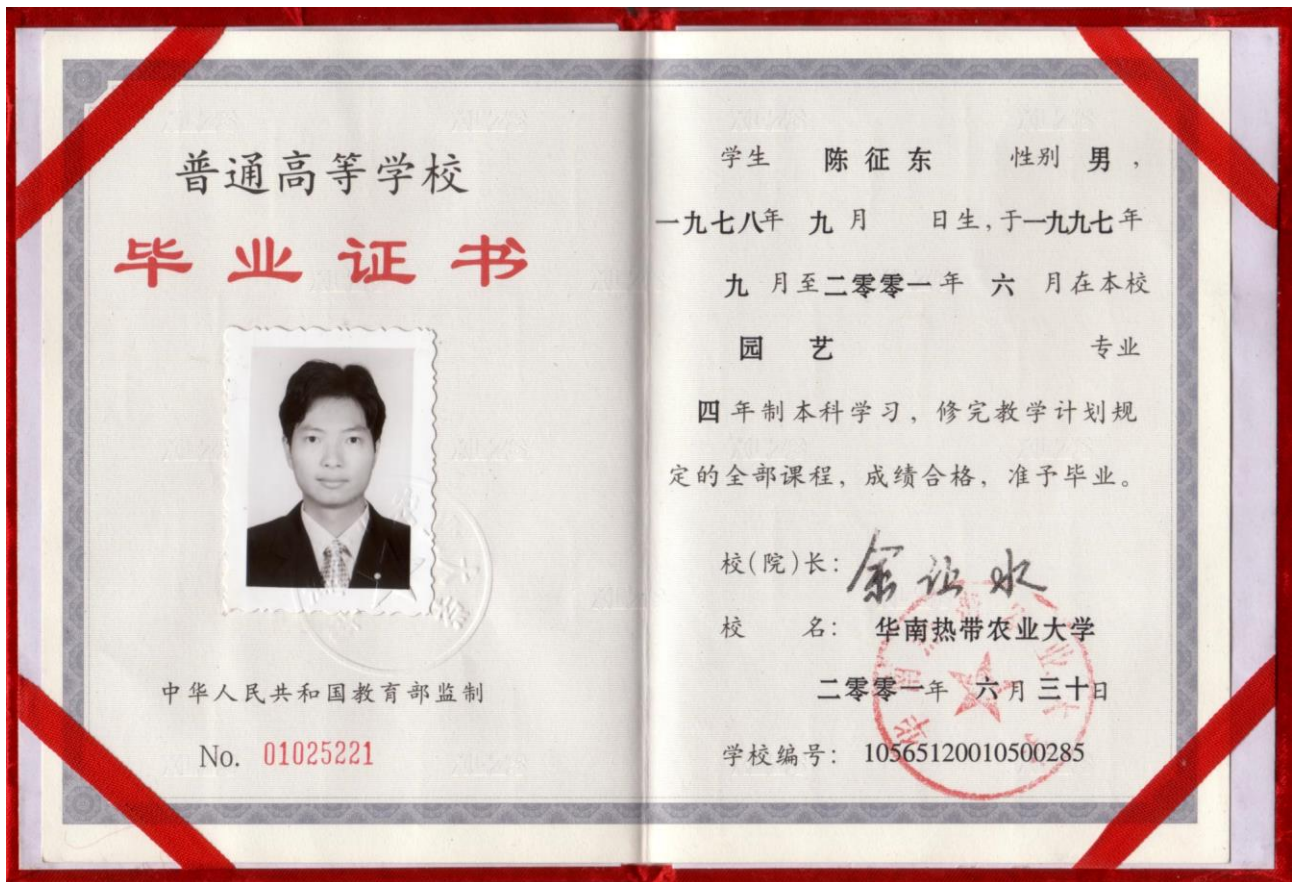 普通高等学校
毕业证书
中华人民共和国教育部监制
No. 01025221
学生 陈征东 性别 男,
一九七八年 九月 日生,于一九九七年
九 月至二零零一年 六 月在本校
园 艺 专业
四年制本科学习,修完教学计划规
定的全部课程,成绩合格,准予毕业。
校(院)长:
校 名: 华南热带农业大学
二零零一年 六月三十日
学校编号: 10565120010500285